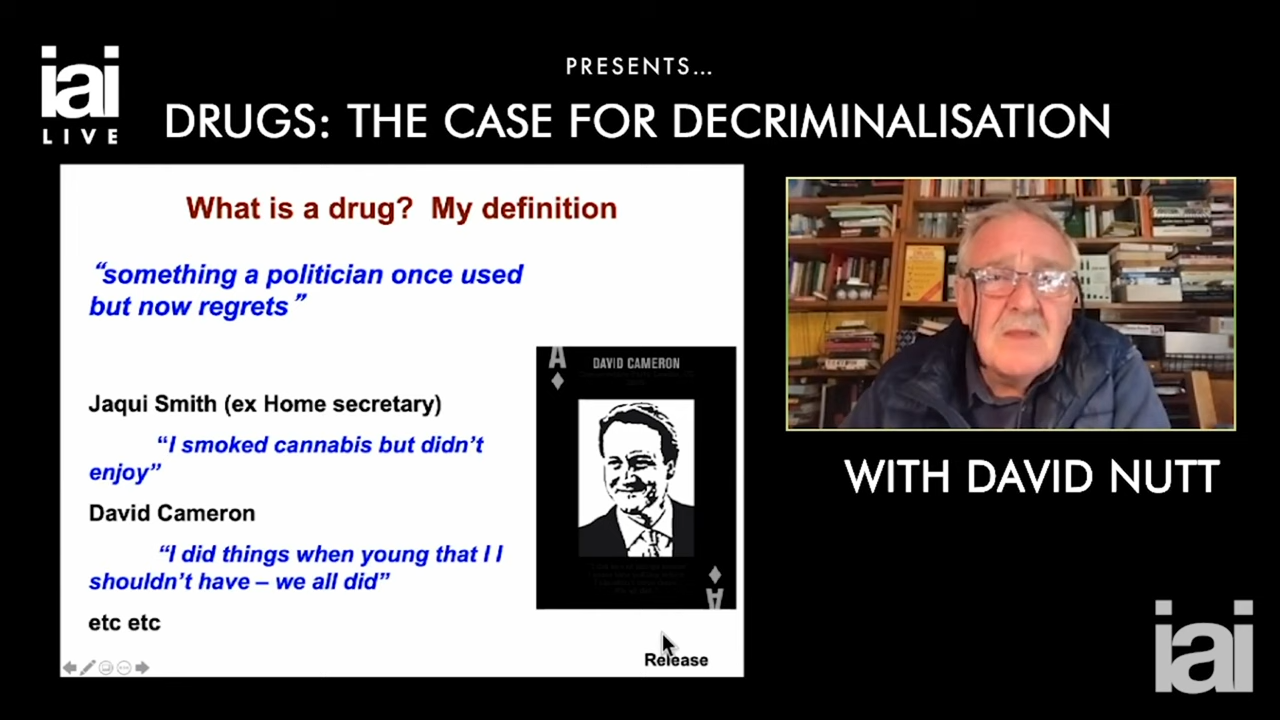 iai
LIVE
PRESENTS...
DRUGS: THE CASE FOR DECRIMINALISATION
What is a drug? My definition
“something a politician once used
but now regrets”
Jaqui Smith (ex Home secretary)
“I smoked cannabis but didn’t
enjoy”
David Cameron
“I did things when young that I I
shouldn’t have – we all did”
etc etc
A
DAVID CAMERON
A
Release
WITH DAVID NUTT
iai